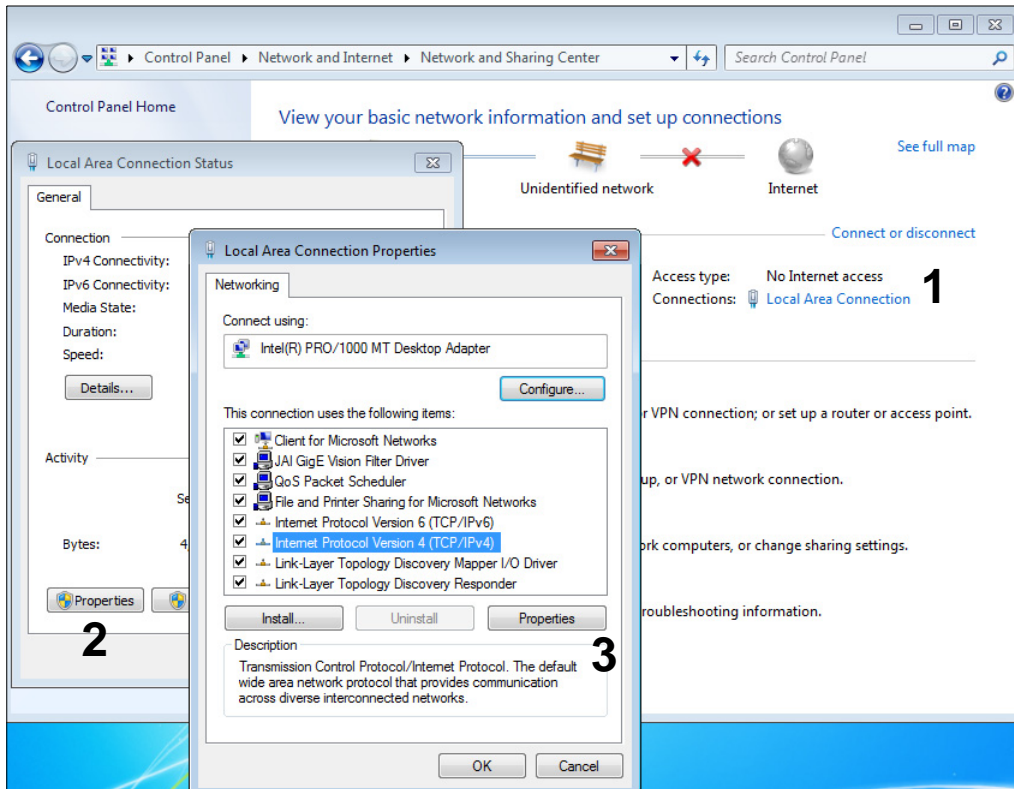 Control Panel ▸ Network and Internet ▸ Network and Sharing Center
Search Control Panel
Control Panel Home
View your basic network information and set up connections
See full map
Unidentified network
Internet
Connect or disconnect
Access type: No Internet access
Connections: Local Area Connection
1
or VPN connection; or set up a router or access point.
up, or VPN network connection.
computers, or change sharing settings.
troubleshooting information.
Local Area Connection Status
General
Connection
IPv4 Connectivity:
IPv6 Connectivity:
Media State:
Duration:
Speed:
Details...
Activity
Se
Bytes: 4,
Properties
2
Local Area Connection Properties
Networking
Connect using:
Intel(R) PRO/1000 MT Desktop Adapter
Configure...
This connection uses the following items:
Client for Microsoft Networks
JAI GigE Vision Filter Driver
QoS Packet Scheduler
File and Printer Sharing for Microsoft Networks
Internet Protocol Version 6 (TCP/IPv6)
Internet Protocol Version 4 (TCP/IPv4)
Link-Layer Topology Discovery Mapper I/O Driver
Link-Layer Topology Discovery Responder
Install...
Uninstall
Properties
3
Description
Transmission Control Protocol/Internet Protocol. The default
wide area network protocol that provides communication
across diverse interconnected networks.
OK
Cancel